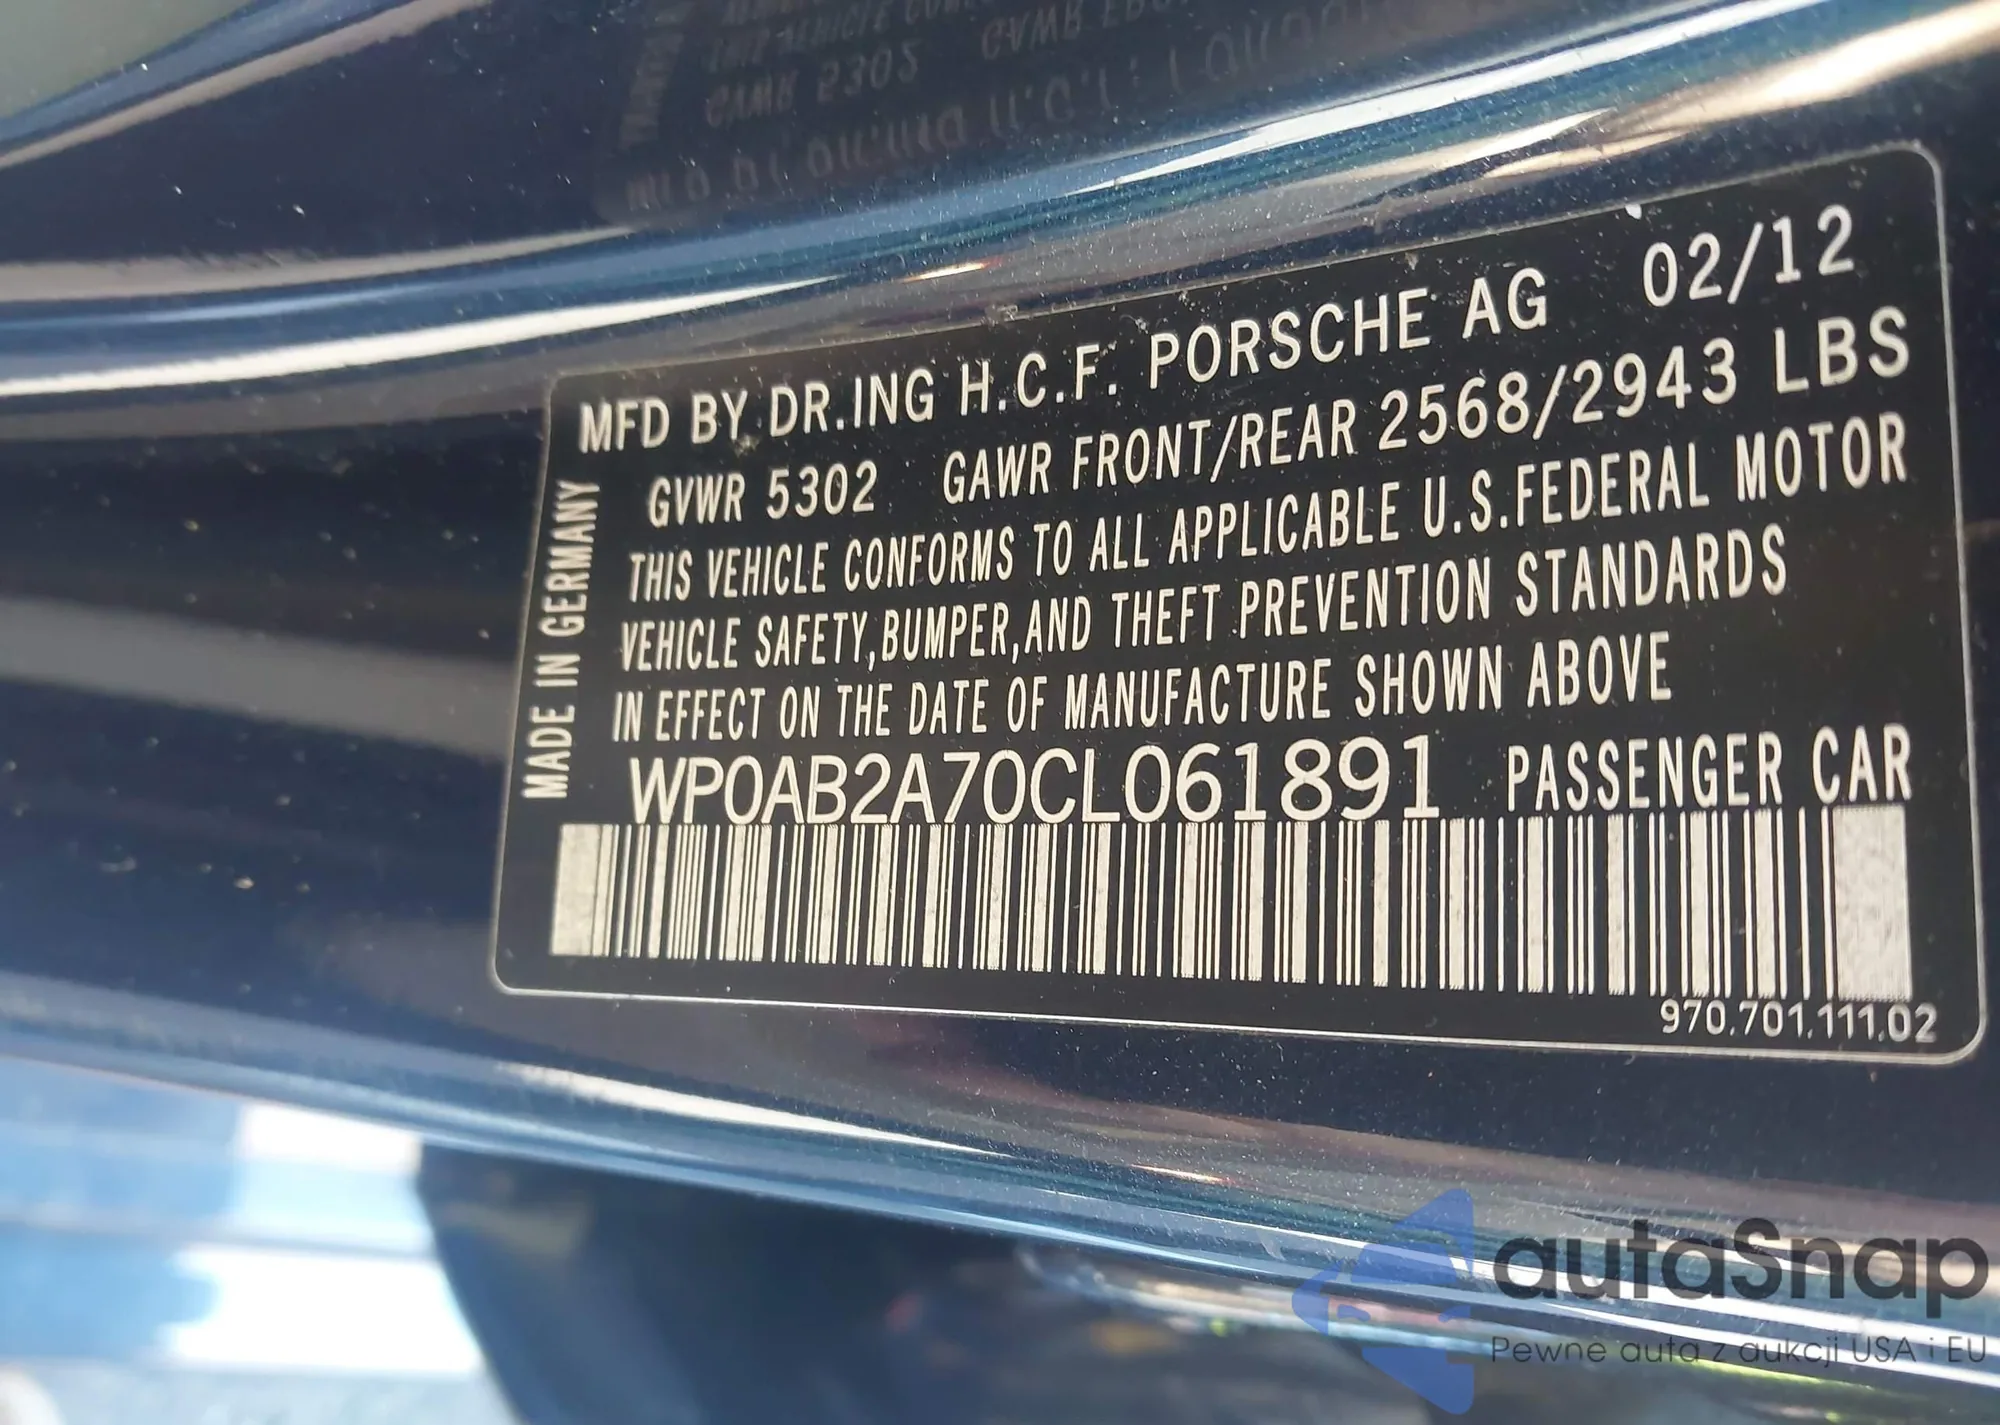 MFD BY DR.ING H.C.F. PORSCHE AG 02/12
GVWR 5302 GAWR FRONT/REAR 2568/2943 LBS
THIS VEHICLE CONFORMS TO ALL APPLICABLE U.S.FEDERAL MOTOR
VEHICLE SAFETY,BUMPER,AND THEFT PREVENTION STANDARDS
IN EFFECT ON THE DATE OF MANUFACTURE SHOWN ABOVE
WP0AB2A70CL061891 PASSENGER CAR
MADE IN GERMANY
970.701.111.02
autaSnap
Pewne auta z aukcji USA i EU